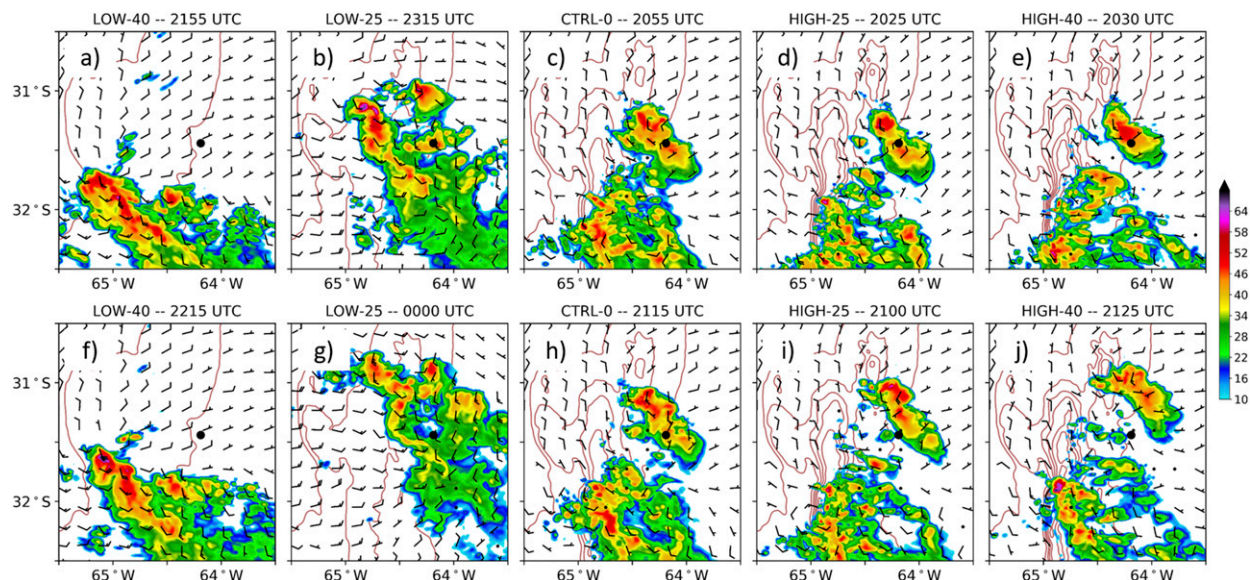 LOW-40 -- 2155 UTC
LOW-25 -- 2315 UTC
CTRL-0 -- 2055 UTC
HIGH-25 -- 2025 UTC
HIGH-40 -- 2030 UTC
a)
b)
c)
d)
e)
31°S
32°S
65°W
64°W
65°W
64°W
65°W
64°W
65°W
64°W
65°W
64°W
LOW-40 -- 2215 UTC
LOW-25 -- 0000 UTC
CTRL-0 -- 2115 UTC
HIGH-25 -- 2100 UTC
HIGH-40 -- 2125 UTC
f)
g)
h)
i)
j)
31°S
32°S
65°W
64°W
65°W
64°W
65°W
64°W
65°W
64°W
65°W
64°W
64
58
52
46
40
34
28
22
16
10